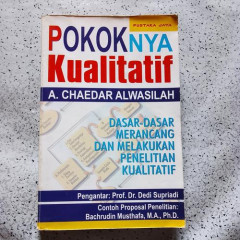 PUSTAKA JAYA
POKOKNYA
Kualitatif
A. CHAEDAR ALWASILAH
DASAR-DASAR
MERANCANG
DAN MELAKUKAN
PENELITIAN
KUALITATIF
Pengantar: Prof. Dr. Dedi Supriadi
Contoh Proposal Penelitian:
Bachrudin Musthafa, M.A., Ph.D.